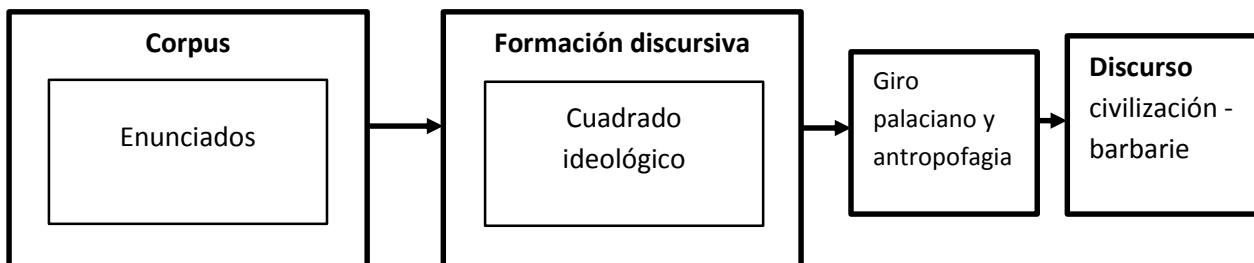 Corpus
Enunciados
Formación discursiva
Cuadrado
ideológico
Giro
palaciano y
antropofagia
Discurso
civilización -
barbarie